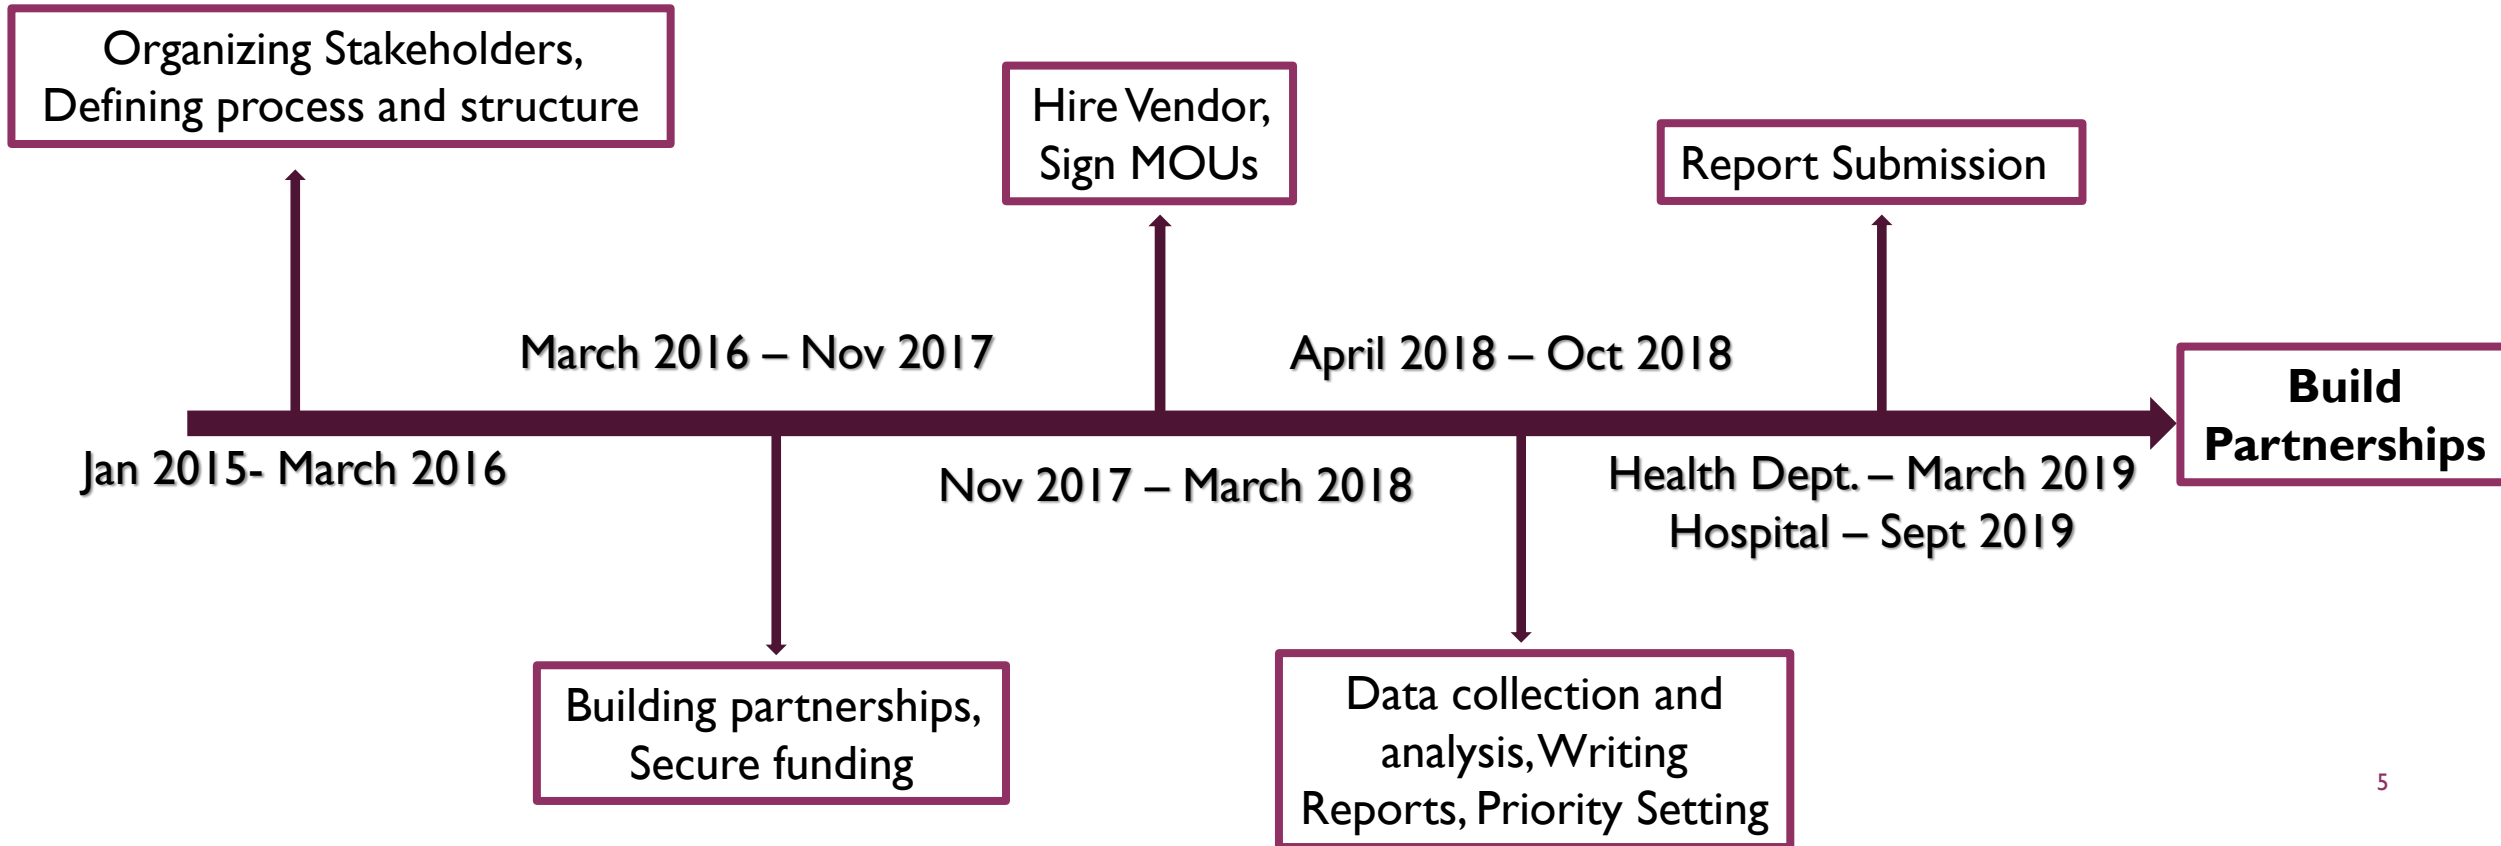 Organizing Stakeholders,
Defining process and structure
Hire Vendor,
Sign MOUs
Report Submission
March 2016 – Nov 2017
April 2018 – Oct 2018
Build
Partnerships
Jan 2015- March 2016
Nov 2017 – March 2018
Health Dept. – March 2019
Hospital – Sept 2019
Building partnerships,
Secure funding
Data collection and
analysis, Writing
Reports, Priority Setting
5